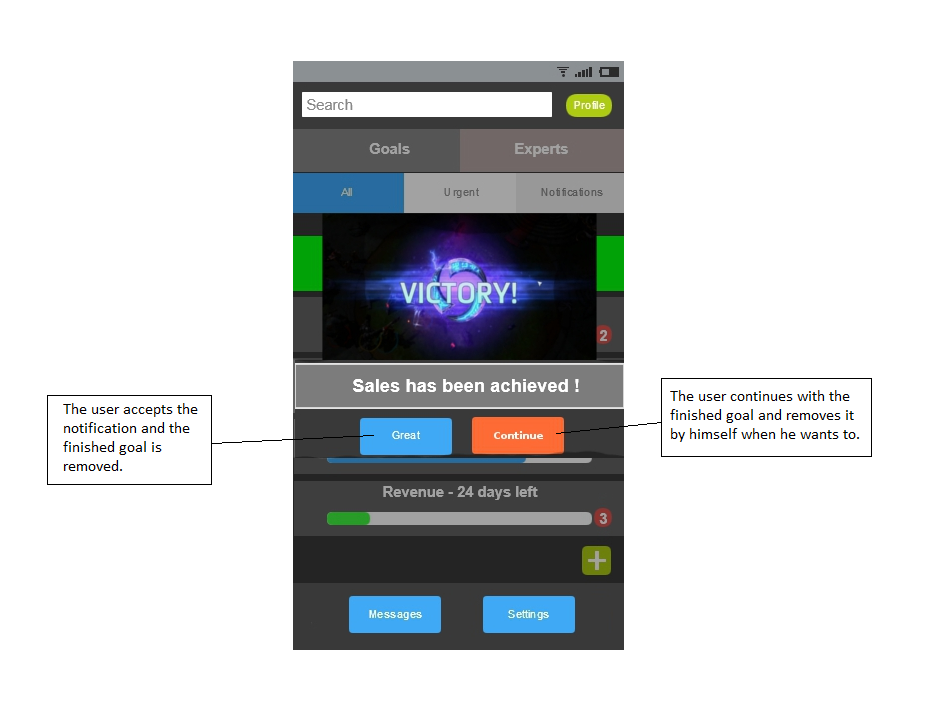 Search
Profile
Goals
Experts
All
Urgent
Notifications
VICTORY!
2
Sales has been achieved !
The user accepts the
notification and the
finished goal is
removed.
Great
Continue
The user continues with the
finished goal and removes it
by himself when he wants to.
Revenue - 24 days left
3
Messages
Settings